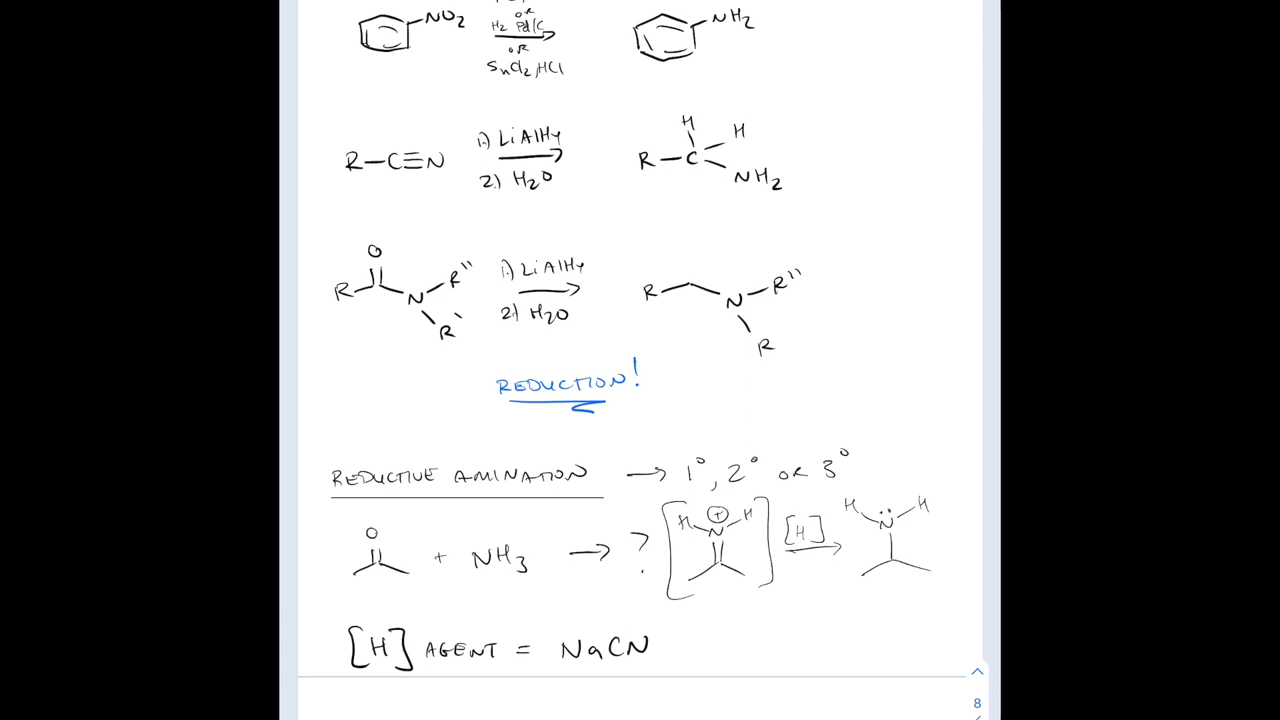 OR
NO2 H2 Pd/C NH2
OR
SnCl2, HCl
H
1.) LiAlH4 H
R-C≡N R-C
2.) H2O NH2
O
1.) LiAlH4
R N R'' R N R''
2.) H2O
R' R
REDUCTION!
REDUCTIVE AMINATION → 1°, 2° OR 3°
O H + H [H] H H
+ NH3 → ? N N
[H] AGENT = NaCN
8